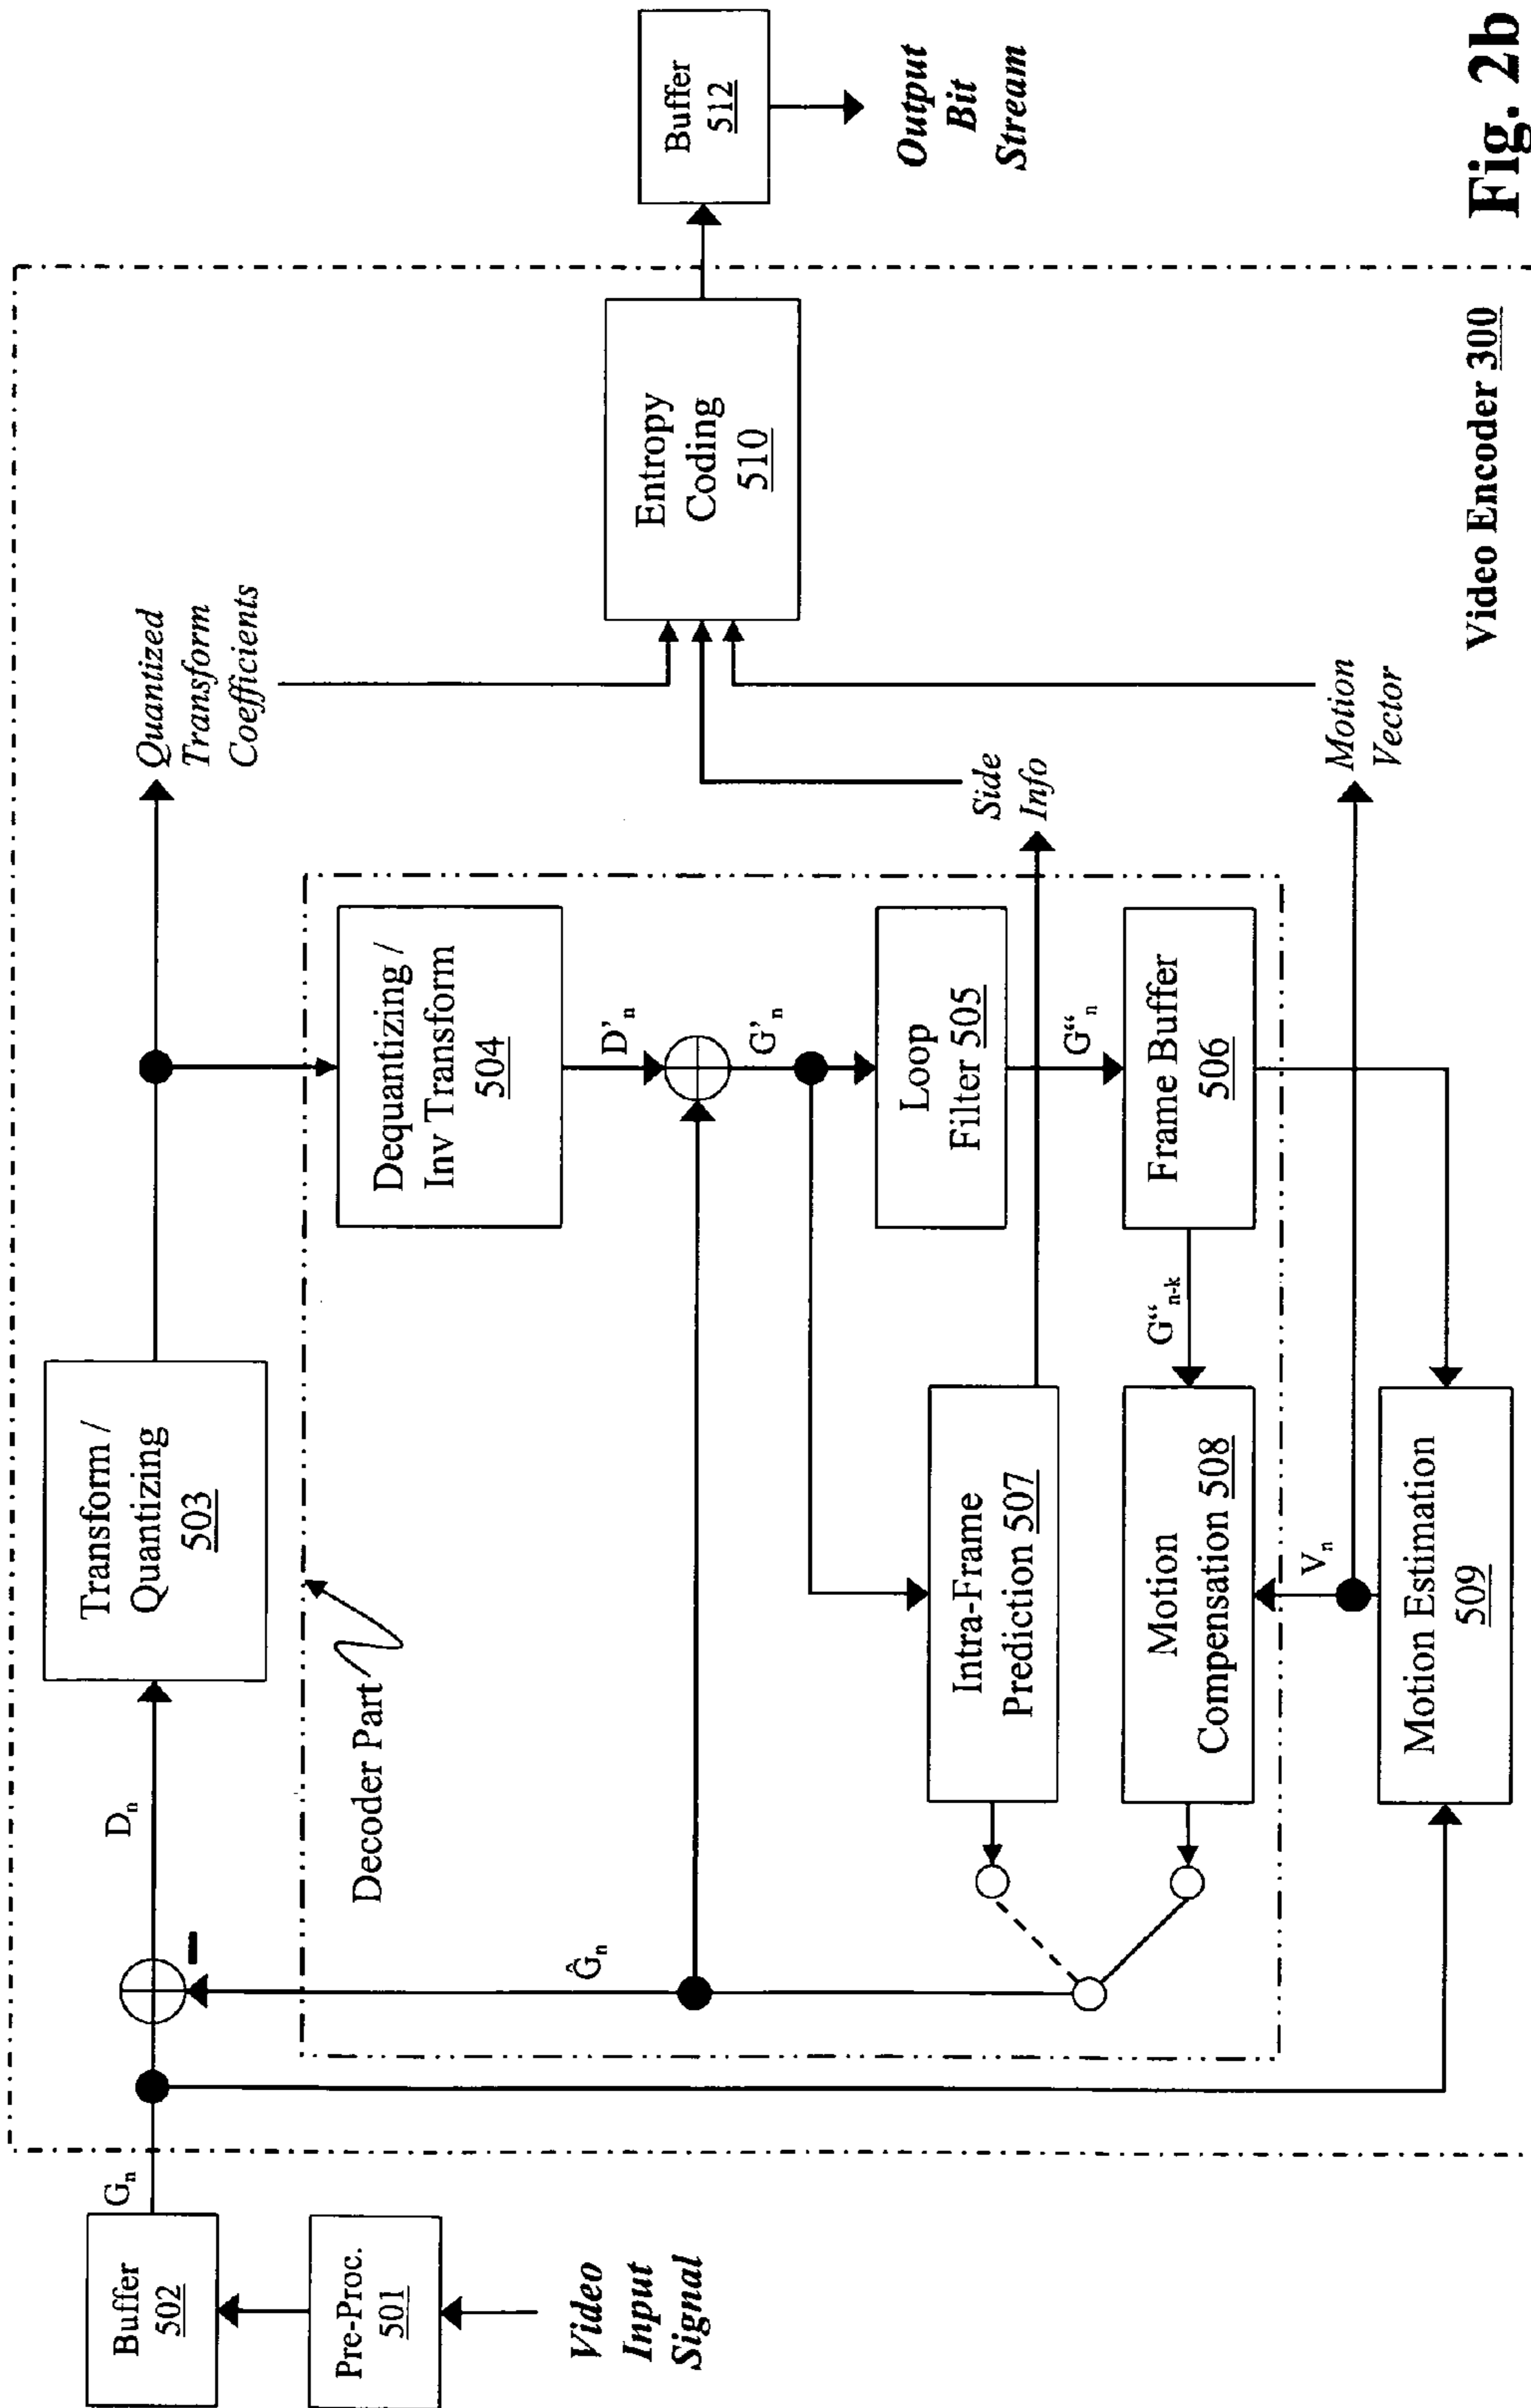 Buffer
502
Pre-Proc.
501
Video
Input
Signal
Gₙ
Dₙ
Transform /
Quantizing
503
Quantized
Transform
Coefficients
Decoder Part
Dequantizing /
Inv Transform
504
D'ₙ
Ĝₙ
G'ₙ
Loop
Filter 505
G“ₙ
Frame Buffer
506
G“ₙ₋ₖ
Intra-Frame
Prediction 507
Motion
Compensation 508
Vₙ
Motion Estimation
509
Side
Info
Motion
Vector
Entropy
Coding
510
Buffer
512
Output
Bit
Stream
Video Encoder 300
Fig. 2b